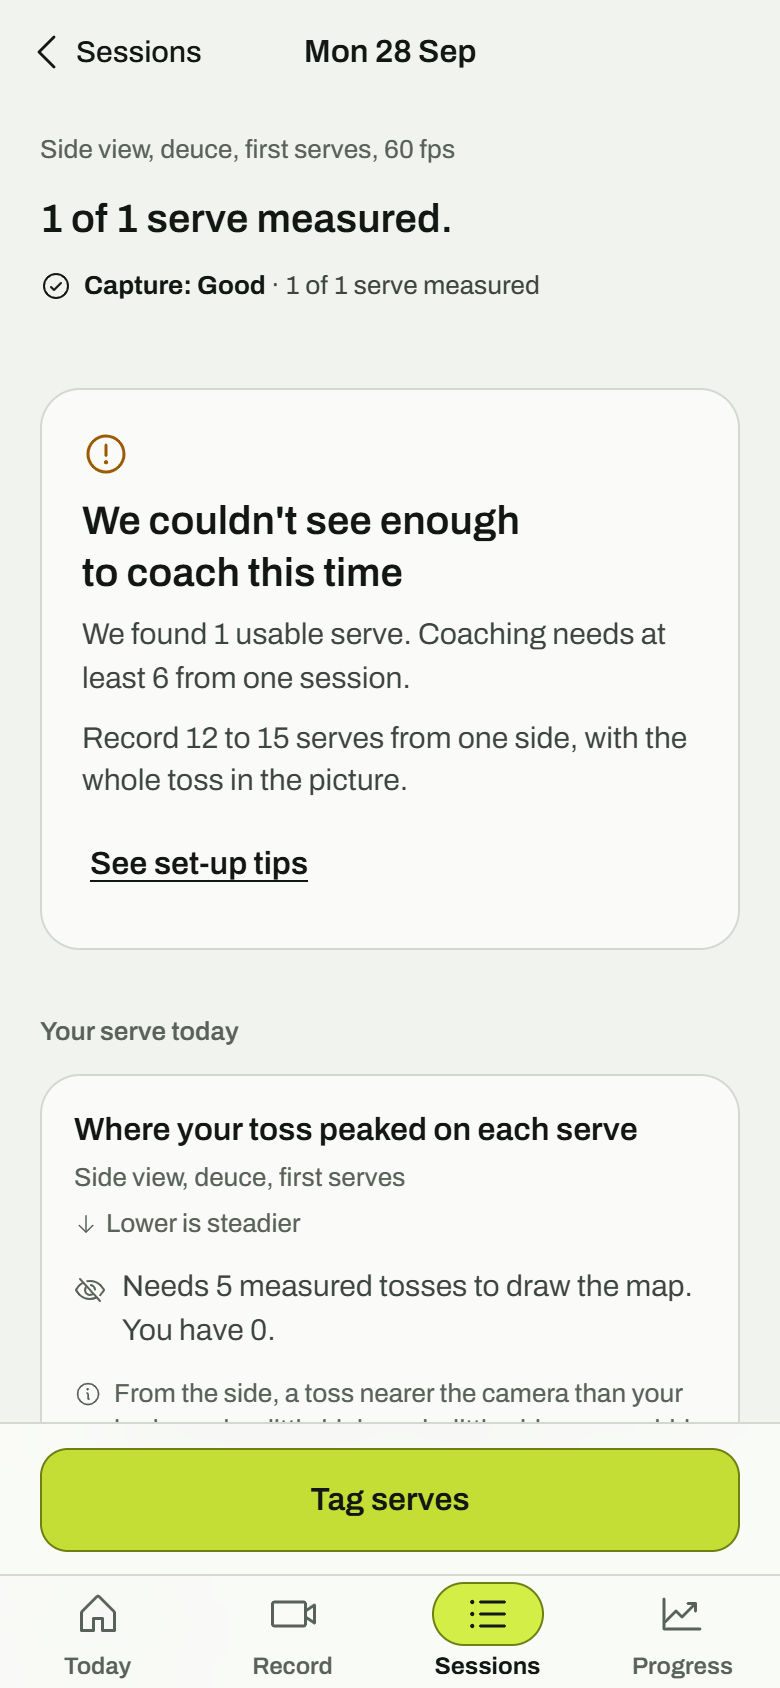 Sessions
Mon 28 Sep
Side view, deuce, first serves, 60 fps
1 of 1 serve measured.
Capture: Good · 1 of 1 serve measured
We couldn't see enough
to coach this time
We found 1 usable serve. Coaching needs at
least 6 from one session.
Record 12 to 15 serves from one side, with the
whole toss in the picture.
See set-up tips
Your serve today
Where your toss peaked on each serve
Side view, deuce, first serves
↓ Lower is steadier
Needs 5 measured tosses to draw the map.
You have 0.
From the side, a toss nearer the camera than your
Tag serves
Today
Record
Sessions
Progress